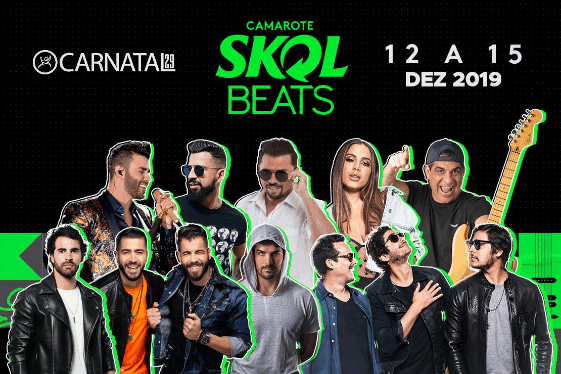 CARNATAL 29
CAMAROTE
SKOL
BEATS
12 A 15
DEZ 2019